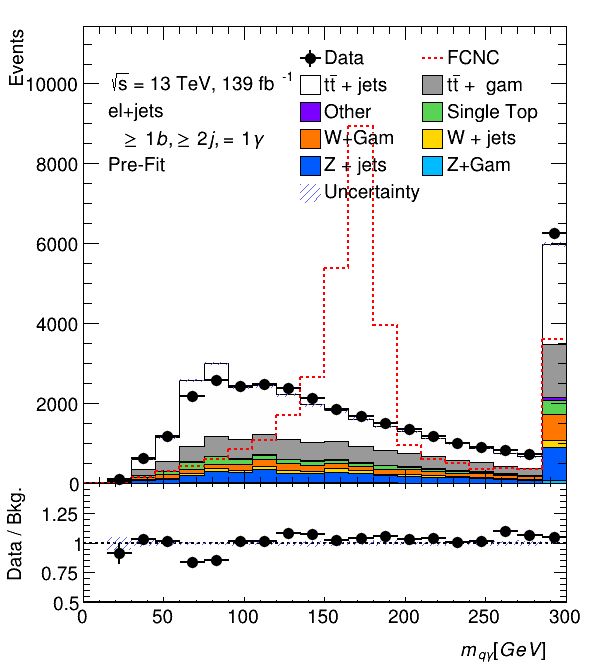 Events
10000
8000
6000
4000
2000
0
√s = 13 TeV, 139 fb⁻¹
el+jets
≥ 1b, ≥ 2j, = 1γ
Pre-Fit
Data
FCNC
tt̄ + jets
tt̄ + gam
Other
Single Top
W+Gam
W + jets
Z + jets
Z+Gam
Uncertainty
Data / Bkg.
1.25
1
0.75
0.5
0 50 100 150 200 250 300
m_{qγ}[GeV]